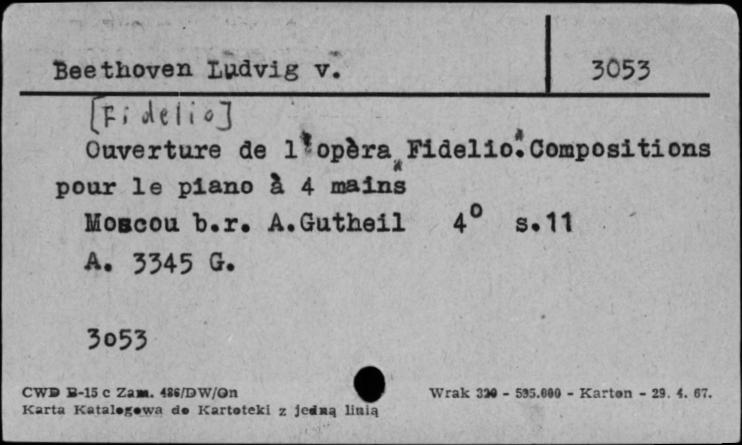 Beethoven Ludvig v. 3053
[Fidelio]
Ouverture de l'opèra "Fidelio". Compositions
pour le piano à 4 mains
Moscou b.r. A.Gutheil 4° s.11
A. 3345 G.
3053
CWD B-15 c Zam. 486/DW/On
Karta Katalogowa do Kartoteki z jedną linią
Wrak 320 - 595.000 - Karton - 29. 4. 67.